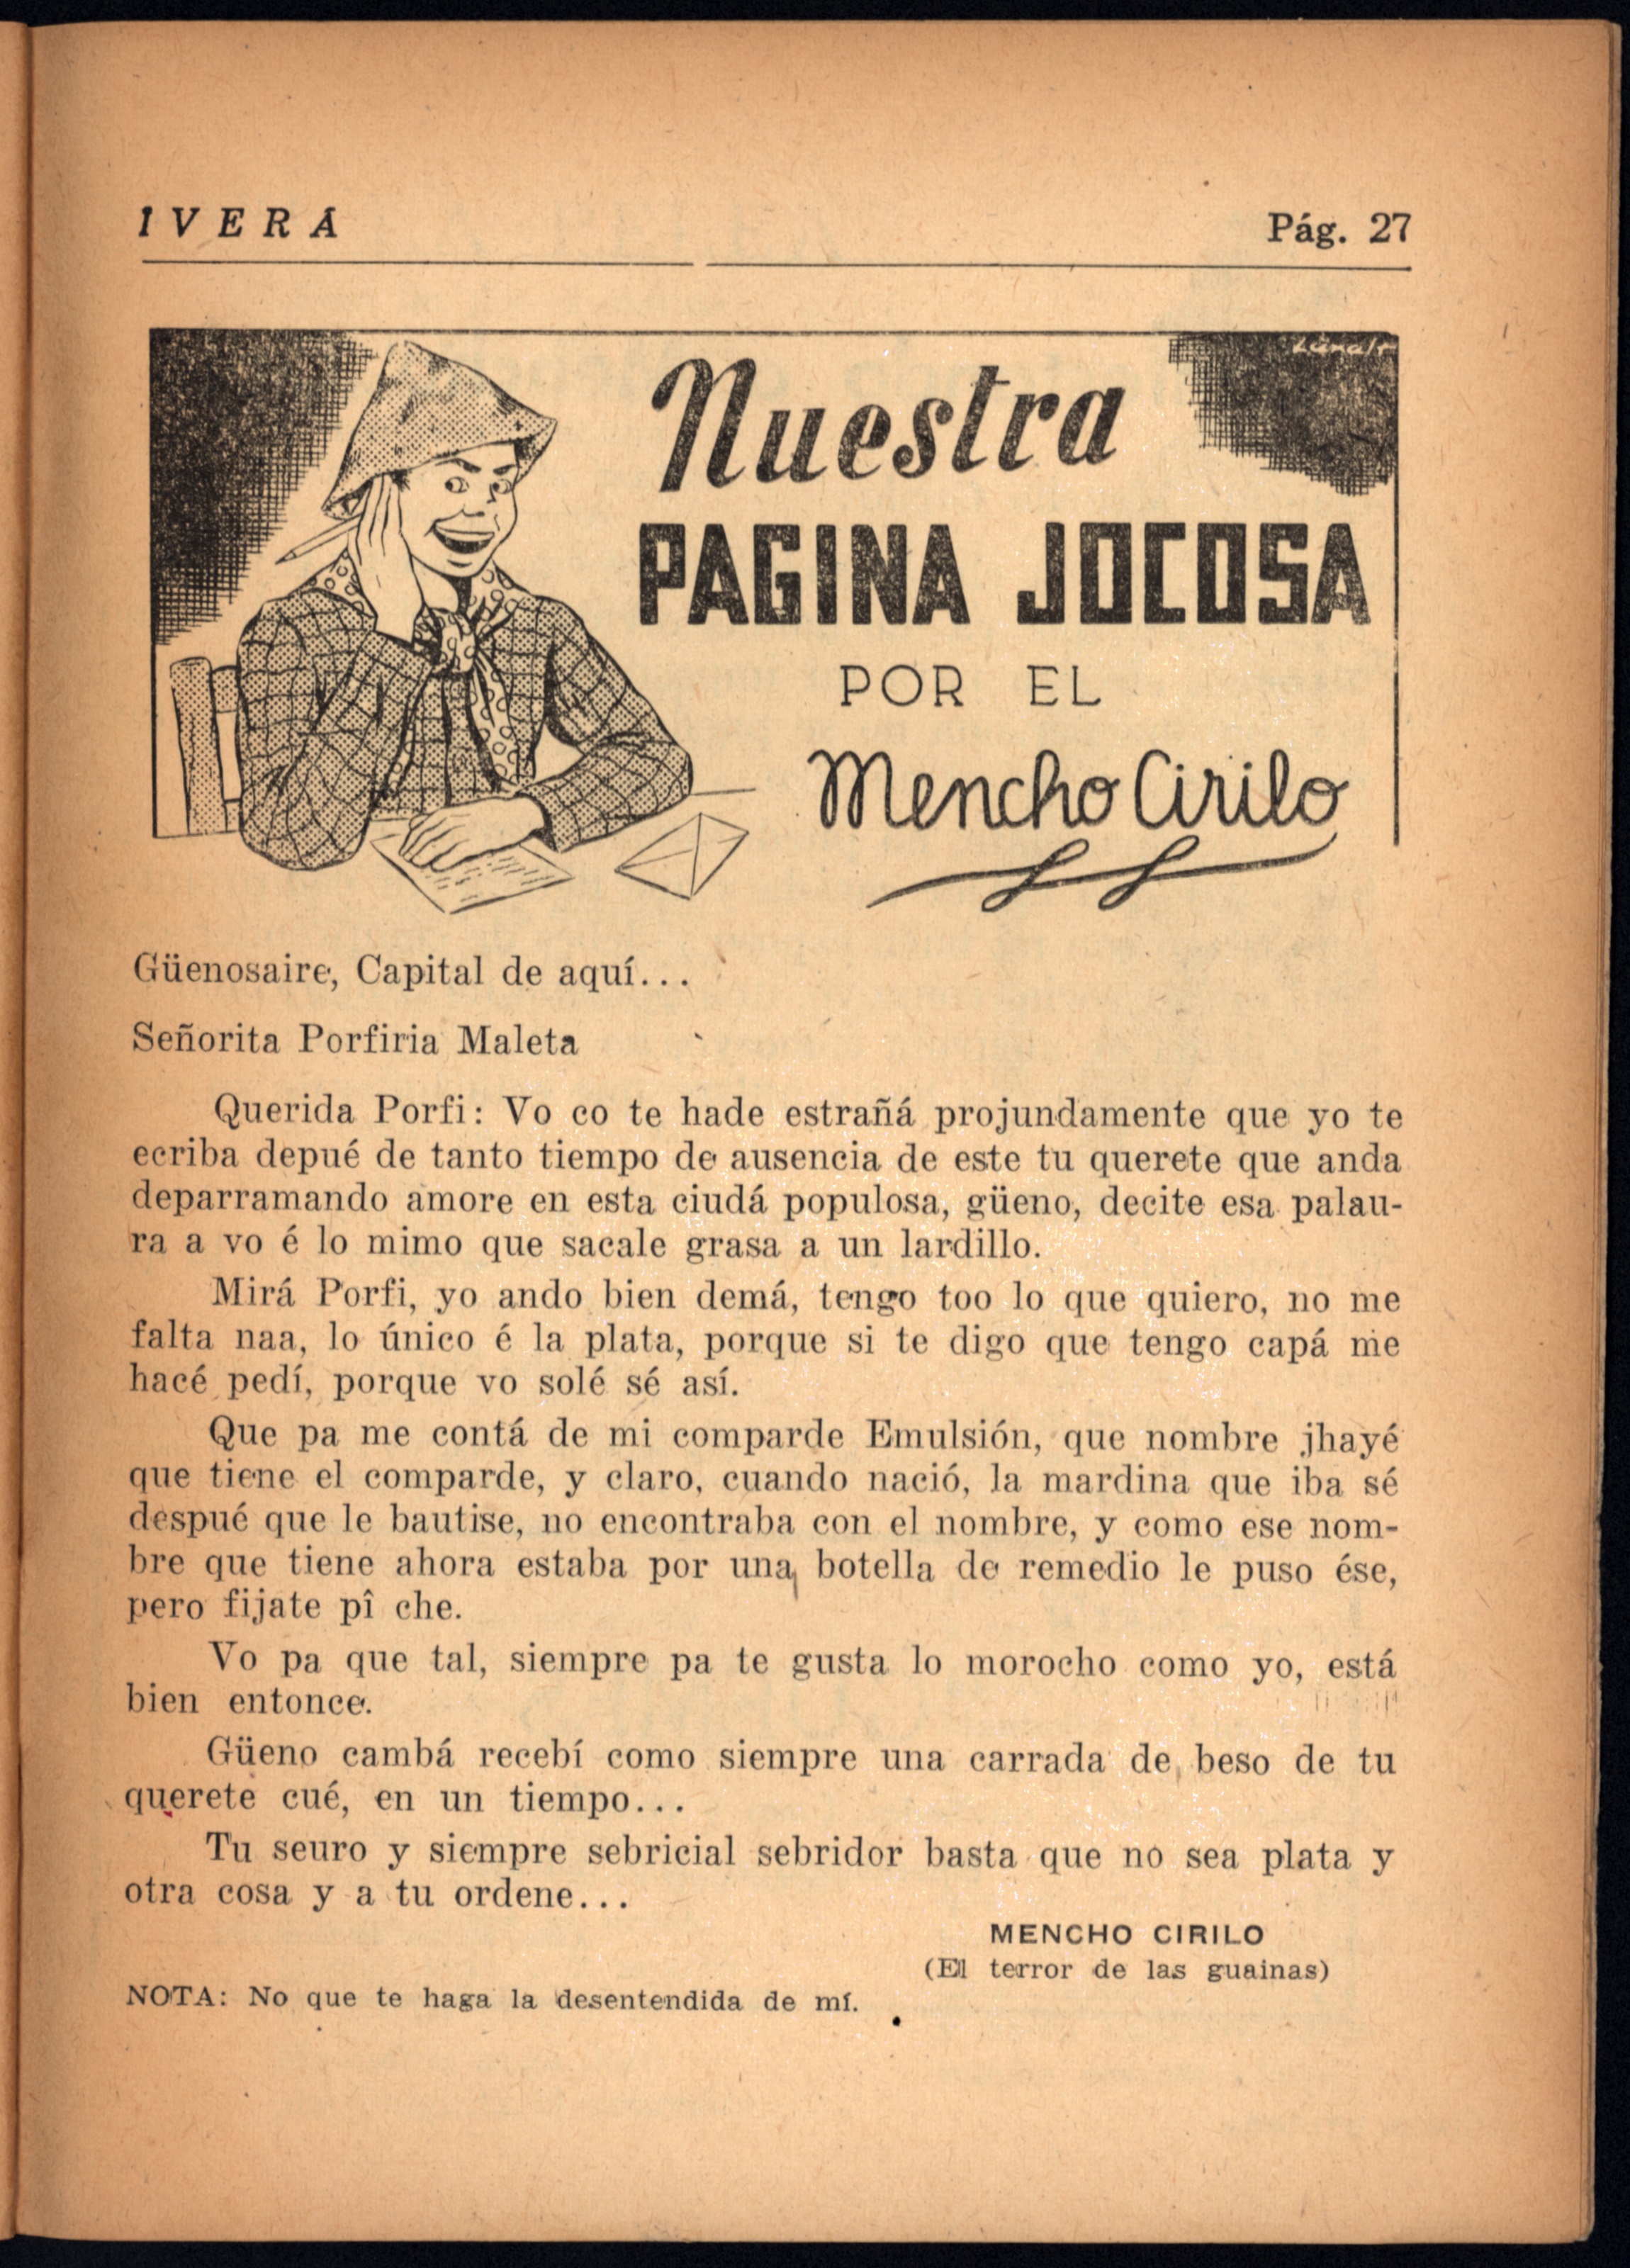 IVERÁ
Pág. 27
Nuestra
PAGINA JOCOSA
POR EL
Mencho Cirilo
Güenosaire, Capital de aquí...
Señorita Porfiria Maleta
Querida Porfi: Vo co te hade estrañá projundamente que yo te
ecriba depué de tanto tiempo de ausencia de este tu querete que anda
deparramando amore en esta ciudá populosa, güeno, decite esa palau-
ra a vo é lo mimo que sacale grasa a un lardillo.
Mirá Porfi, yo ando bien demá, tengo too lo que quiero, no me
falta naa, lo único é la plata, porque si te digo que tengo capá me
hacé pedí, porque vo solé sé así.
Que pa me contá de mi comparde Emulsión, que nombre jhayé
que tiene el comparde, y claro, cuando nació, la mardina que iba sé
despué que le bautise, no encontraba con el nombre, y como ese nom-
bre que tiene ahora estaba por una botella de remedio le puso ése,
pero fijate pî che.
Vo pa que tal, siempre pa te gusta lo morocho como yo, está
bien entonce.
Güeno cambá recebí como siempre una carrada de beso de tu
querete cué, en un tiempo...
Tu seuro y siempre sebricial sebridor basta que no sea plata y
otra cosa y a tu ordene...
MENCHO CIRILO
(El terror de las guainas)
NOTA: No que te haga la desentendida de mí.